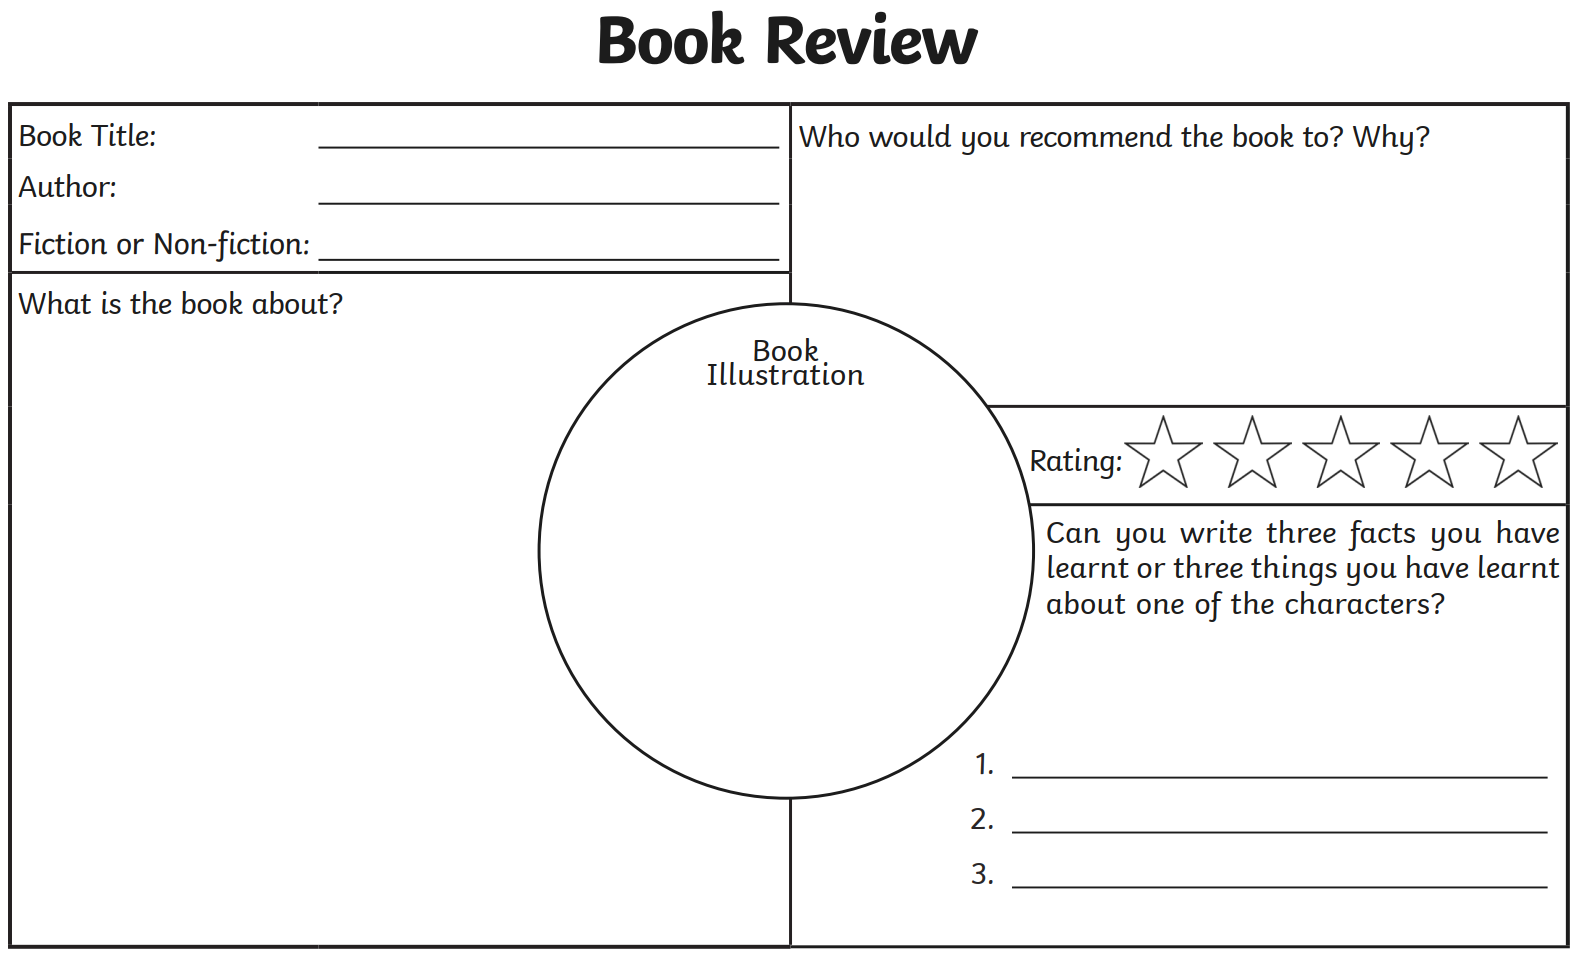 Book Review
Book Title:
Author:
Fiction or Non-fiction:
What is the book about?
Who would you recommend the book to? Why?
Book
Illustration
Rating:
Can you write three facts you have
learnt or three things you have learnt
about one of the characters?
1.
2.
3.